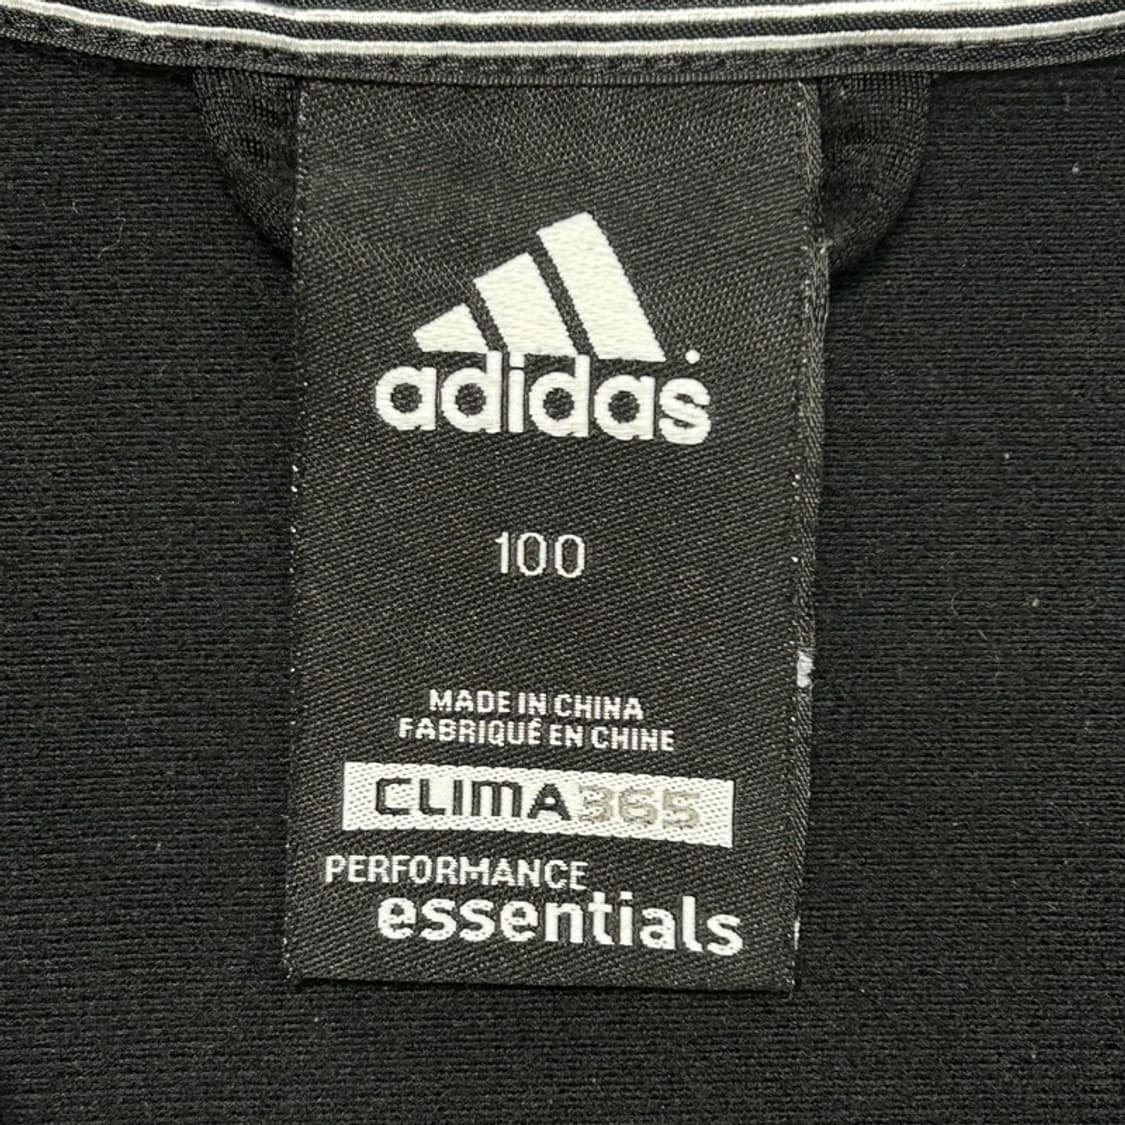 adidas
100
MADE IN CHINA
FABRIQUÉ EN CHINE
CLIMA365
PERFORMANCE
essentials